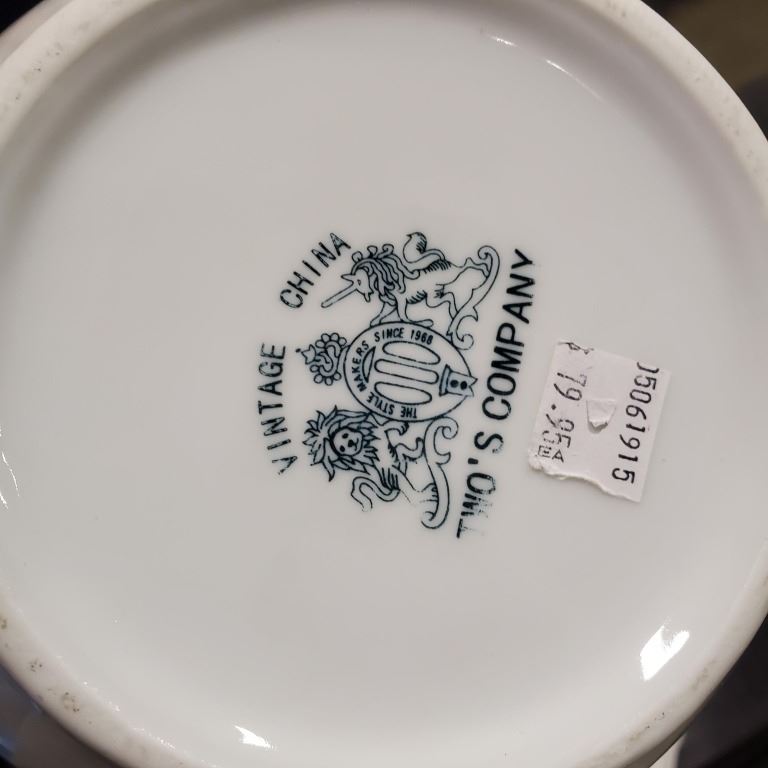 VINTAGE CHINA
THE STYLE MAKERS SINCE 1968
TWO'S COMPANY
05061915
79.95